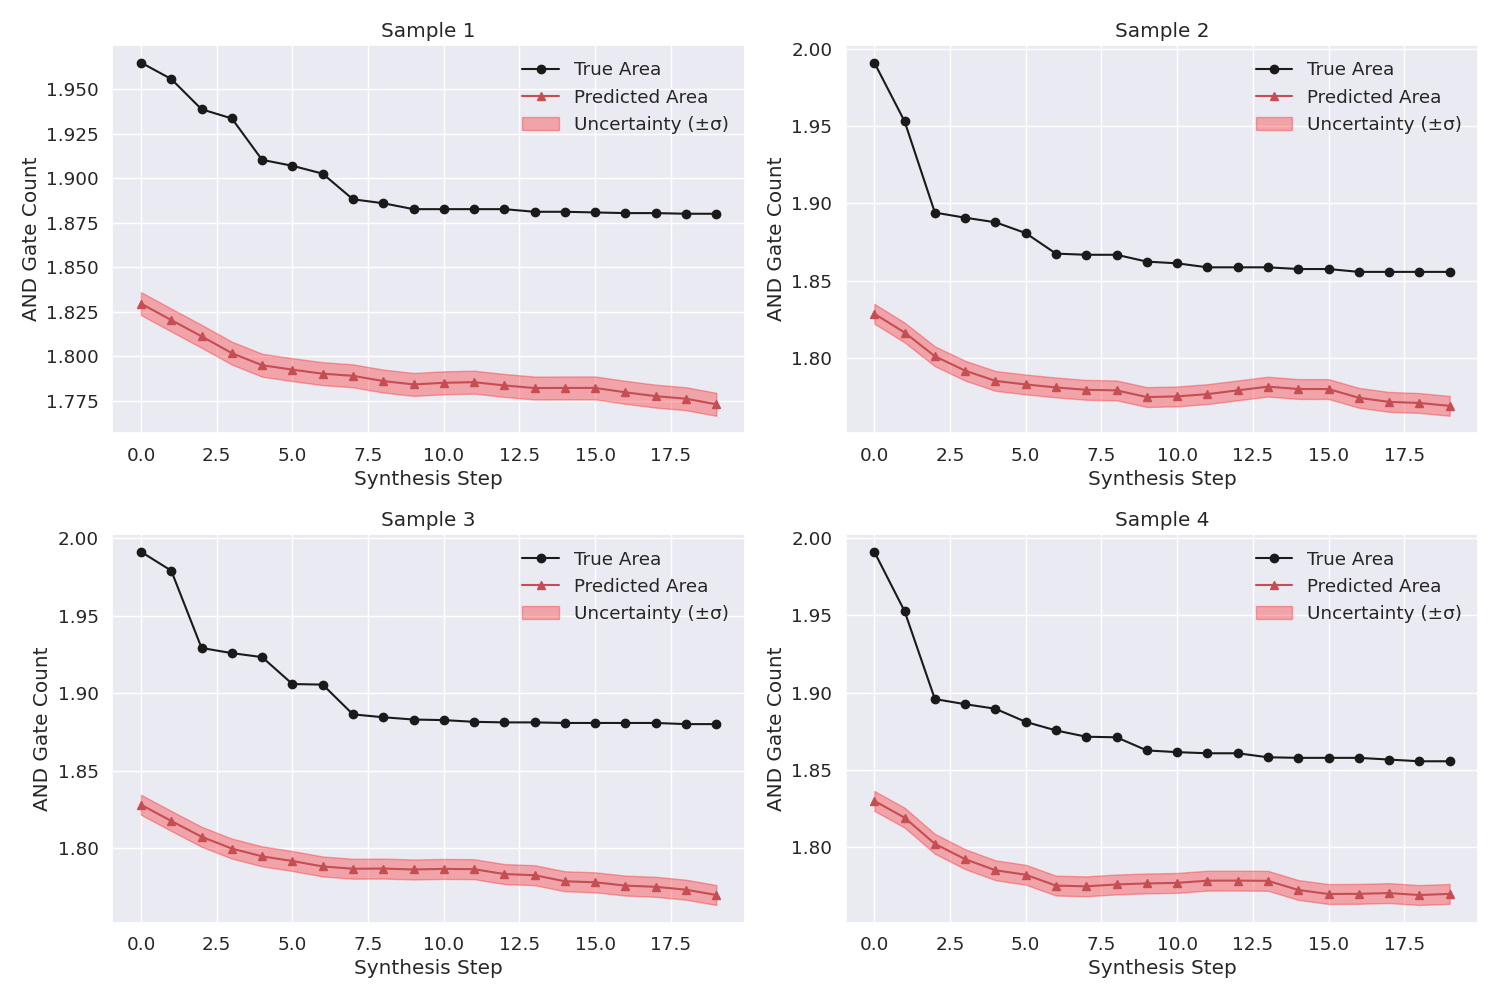 Sample 1
AND Gate Count
1.950
1.925
1.900
1.875
1.850
1.825
1.800
1.775
True Area
Predicted Area
Uncertainty (±σ)
0.0 2.5 5.0 7.5 10.0 12.5 15.0 17.5
Synthesis Step
Sample 2
AND Gate Count
2.00
1.95
1.90
1.85
1.80
True Area
Predicted Area
Uncertainty (±σ)
0.0 2.5 5.0 7.5 10.0 12.5 15.0 17.5
Synthesis Step
Sample 3
AND Gate Count
2.00
1.95
1.90
1.85
1.80
True Area
Predicted Area
Uncertainty (±σ)
0.0 2.5 5.0 7.5 10.0 12.5 15.0 17.5
Synthesis Step
Sample 4
AND Gate Count
2.00
1.95
1.90
1.85
1.80
True Area
Predicted Area
Uncertainty (±σ)
0.0 2.5 5.0 7.5 10.0 12.5 15.0 17.5
Synthesis Step